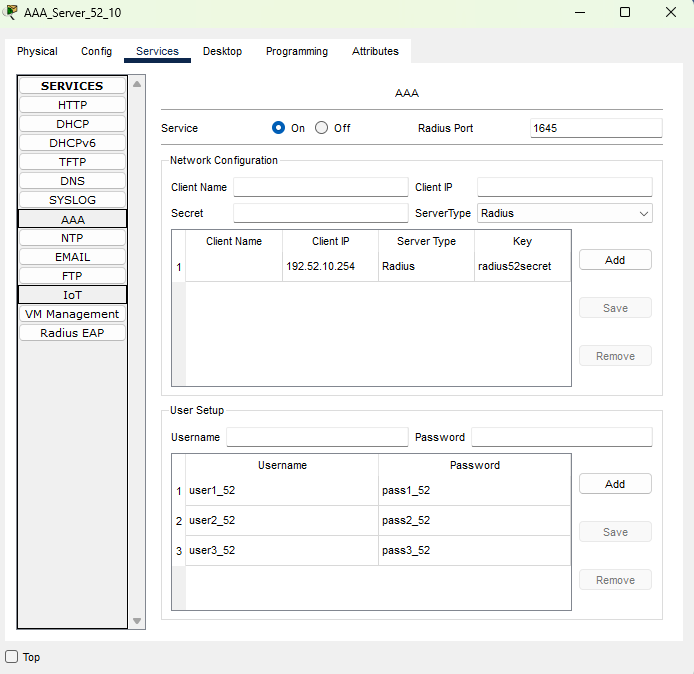 AAA_Server_52_10
Physical Config Services Desktop Programming Attributes
SERVICES
HTTP
DHCP
DHCPv6
TFTP
DNS
SYSLOG
AAA
NTP
EMAIL
FTP
IoT
VM Management
Radius EAP
AAA
Service On Off Radius Port 1645
Network Configuration
Client Name Client IP
Secret ServerType Radius
Client Name Client IP Server Type Key
1 192.52.10.254 Radius radius52secret
Add
Save
Remove
User Setup
Username Password
Username Password
1 user1_52 pass1_52
2 user2_52 pass2_52
3 user3_52 pass3_52
Add
Save
Remove
Top